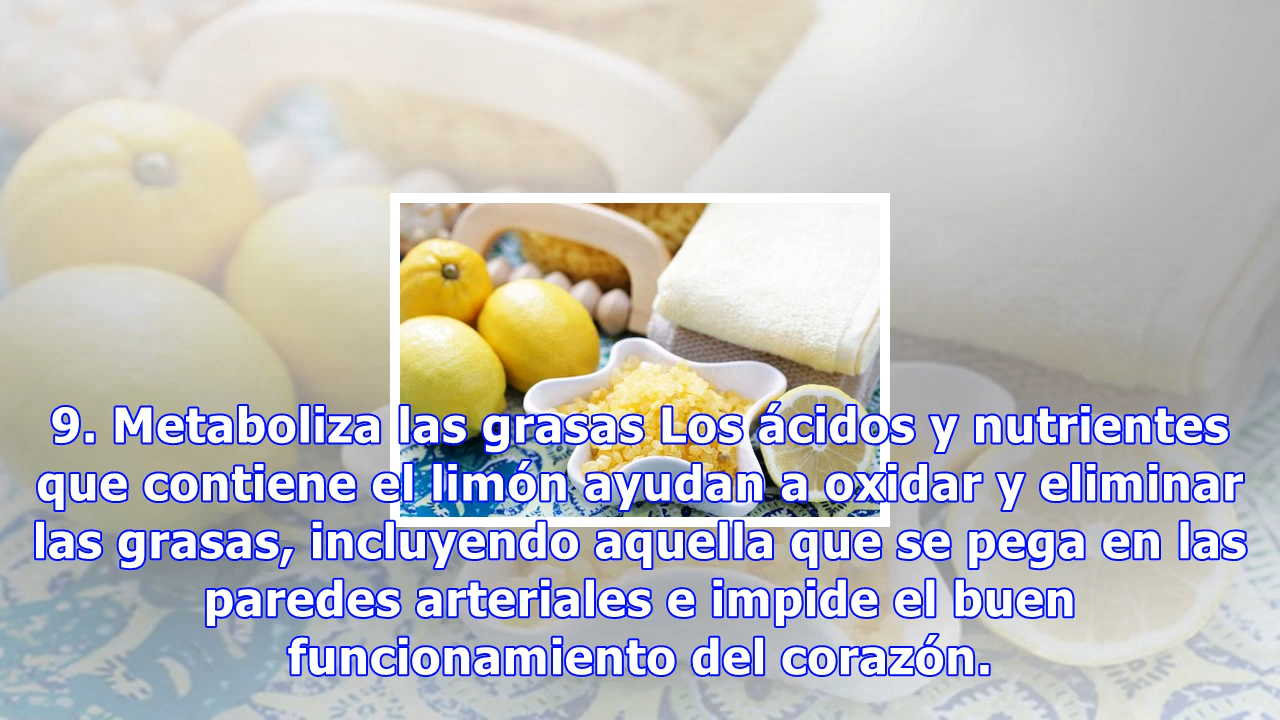 9. Metaboliza las grasas Los ácidos y nutrientes
que contiene el limón ayudan a oxidar y eliminar
las grasas, incluyendo aquella que se pega en las
paredes arteriales e impide el buen
funcionamiento del corazón.